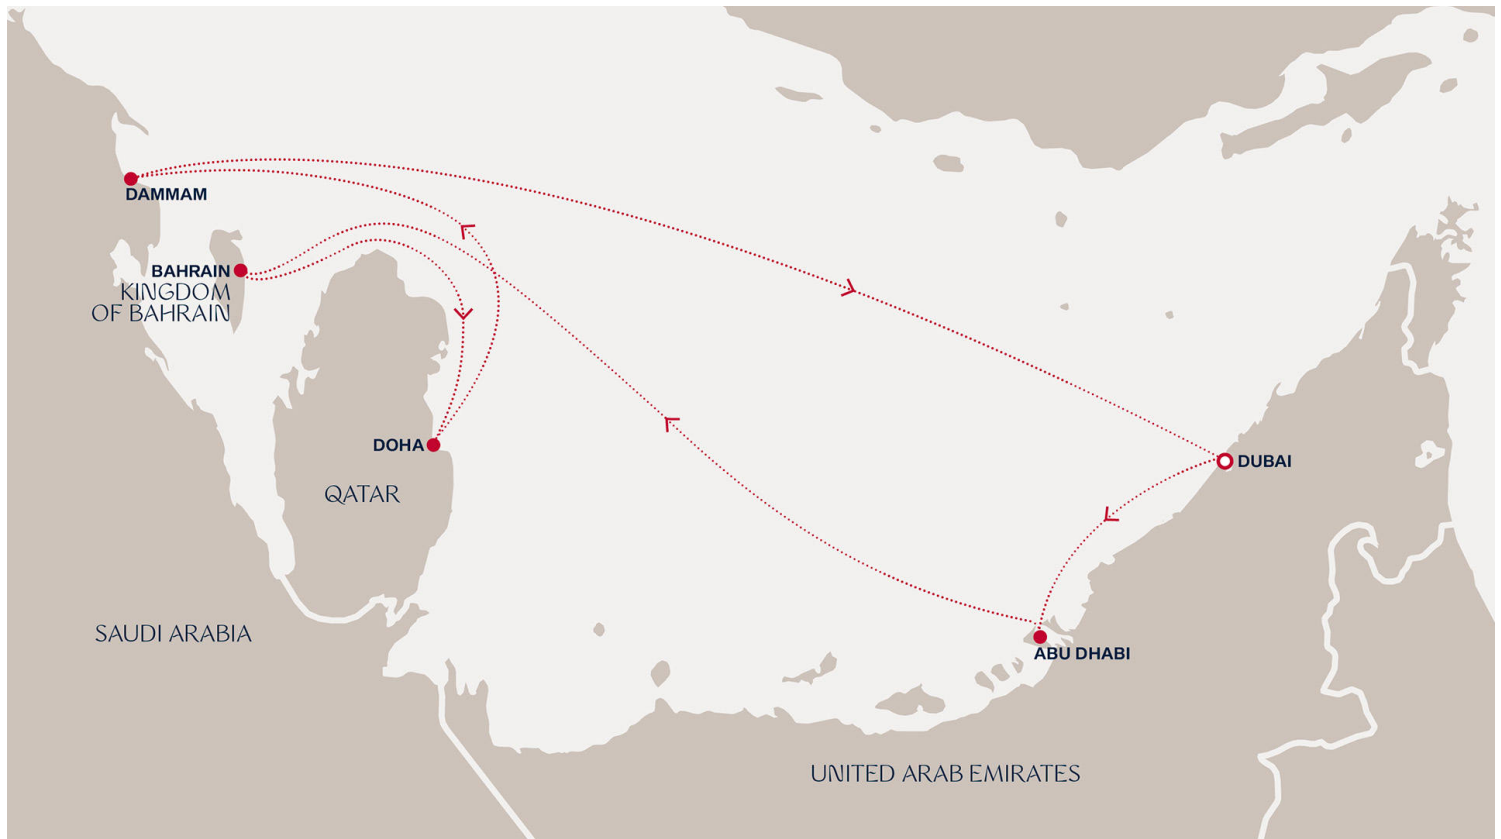 DAMMAM
BAHRAIN
KINGDOM
OF BAHRAIN
DOHA
DUBAI
QATAR
SAUDI ARABIA
ABU DHABI
UNITED ARAB EMIRATES